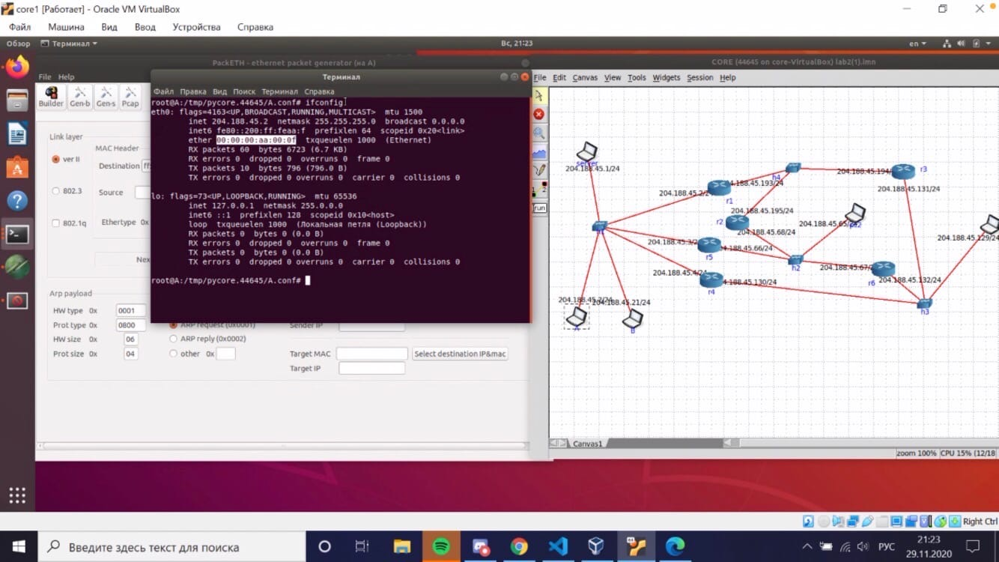 core1 [Работает] - Oracle VM VirtualBox
Файл Машина Вид Ввод Устройства Справка
Обзор Терминал Вс, 21:23 en
PackETH - ethernet packet generator (на A)
CORE (44645 on core-VirtualBox) lab2(1).imn
File Help
Терминал
File Edit Canvas View Tools Widgets Session Help
Builder Gen-b Gen-s Pcap
Файл Правка Вид Поиск Терминал Справка
root@A:/tmp/pycore.44645/A.conf# ifconfig
eth0: flags=4163<UP,BROADCAST,RUNNING,MULTICAST> mtu 1500
inet 204.188.45.2 netmask 255.255.255.0 broadcast 0.0.0.0
inet6 fe80::200:ff:feaa:f prefixlen 64 scopeid 0x20<link>
ether 00:00:00:aa:00:0f txqueuelen 1000 (Ethernet)
RX packets 60 bytes 6723 (6.7 KB)
RX errors 0 dropped 0 overruns 0 frame 0
TX packets 10 bytes 796 (796.0 B)
TX errors 0 dropped 0 overruns 0 carrier 0 collisions 0
lo: flags=73<UP,LOOPBACK,RUNNING> mtu 65536
inet 127.0.0.1 netmask 255.0.0.0
inet6 ::1 prefixlen 128 scopeid 0x10<host>
loop txqueuelen 1000 (Локальная петля (Loopback))
RX packets 0 bytes 0 (0.0 B)
RX errors 0 dropped 0 overruns 0 frame 0
TX packets 0 bytes 0 (0.0 B)
TX errors 0 dropped 0 overruns 0 carrier 0 collisions 0
root@A:/tmp/pycore.44645/A.conf#
Link layer
ver II
802.3
802.1q
MAC Header
Destination ff
Source
Ethertype 0x
Nex
Arp payload
HW type 0x 0001
Prot type 0x 0800
HW size 0x 06
Prot size 0x 04
ARP request (0x0001)
ARP reply (0x0002)
other 0x
Sender IP
Target MAC
Select destination IP&mac
Target IP
run
server
204.188.45.1/24
h4
204.188.45.193/24
204.188.45.194/
r3
204.188.45.131/24
204.188.45.2/24
r1
204.188.45.195/24
r2
204.188.45.65/
204.188.45.68/24
204.188.45.129/24
204.188.45.3/
204.188.45.66/24
r5
h2
204.188.45.67/
r6
204.188.45.132/24
204.188.45.4/24
204.188.45.130/24
r4
204.188.45.21/24
h3
A
B
Canvas1
zoom 100% CPU 15% (12/18
Right Ctrl
Введите здесь текст для поиска
РУС
21:23
29.11.2020